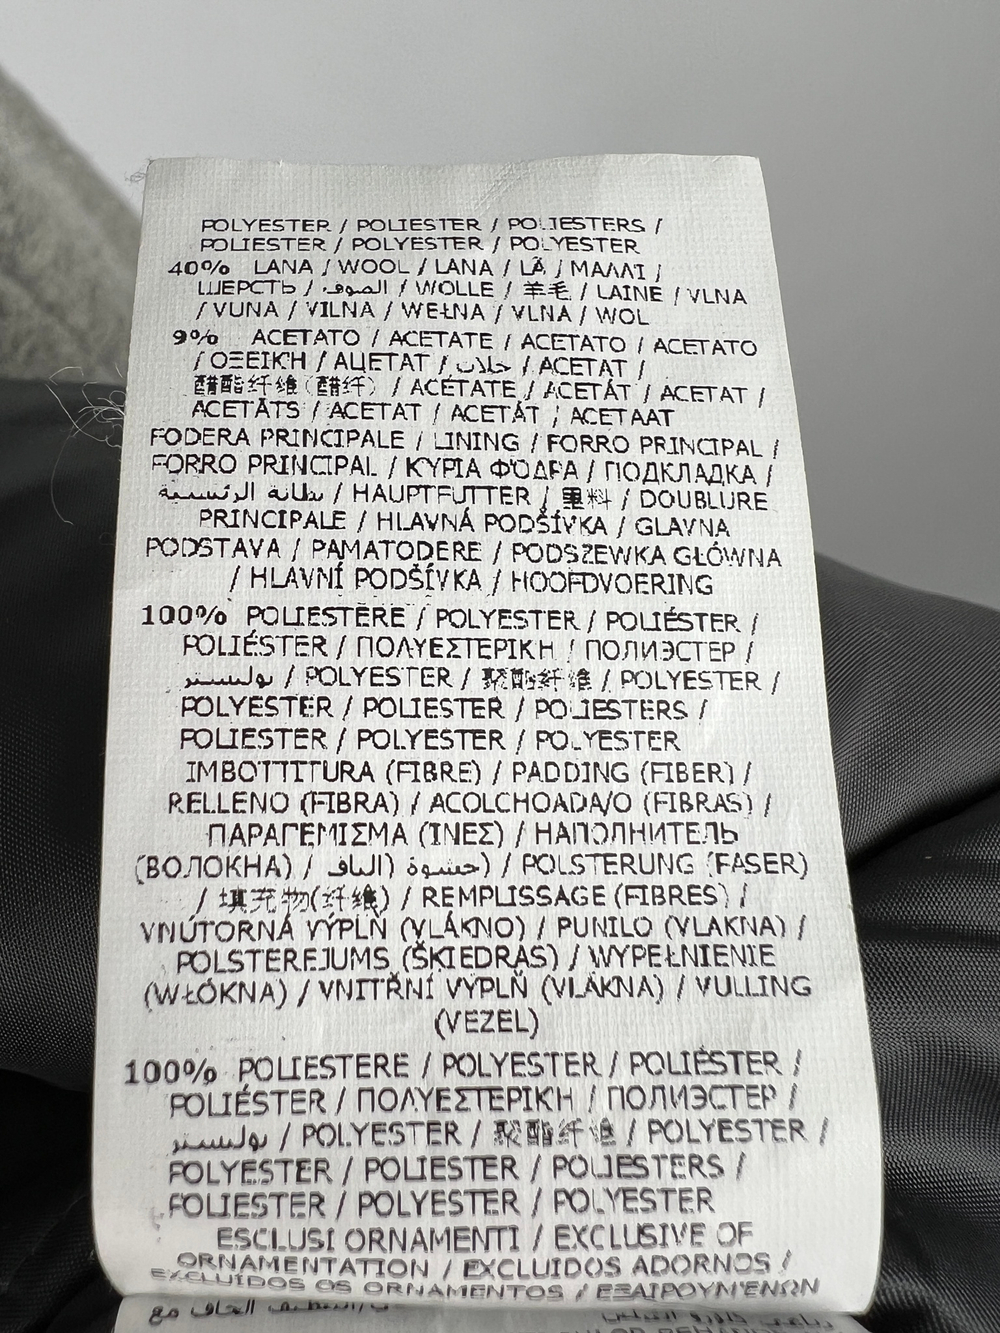 POLYESTER / POLIESTER / POLIESTERS /
POLIESTER / POLYESTER / POLYESTER
40% LANA / WOOL / LANA / LÃ / ΜΑΛΛΙ /
ШЕРСТЬ / الصوف / WOLLE / 羊毛 / LAINE / VLNA
/ VUNA / VILNA / WEŁNA / VLNA / WOL
9% ACETATO / ACETATE / ACETATO / ACETATO
/ ΟΞΕΙΚΗ / АЦЕТАТ / خلات / ACETAT /
醋酯纤维(醋纤) / ACÉTATE / ACETÁT / ACETAT /
ACETĀTS / ACETAT / ACETÁT / ACETAAT
FODERA PRINCIPALE / LINING / FORRO PRINCIPAL /
FORRO PRINCIPAL / ΚΥΡΙΑ ΦΌΔΡΑ / ПОДКЛАДКА /
بطانة الرئسية / HAUPTFUTTER / 里料 / DOUBLURE
PRINCIPALE / HLAVNÁ PODŠÍVKA / GLAVNA
PODSTAVA / PAMATODERE / PODSZEWKA GŁÓWNA
/ HLAVNÍ PODŠÍVKA / HOOFDVOERING
100% POLIESTERE / POLYESTER / POLIÉSTER /
POLIÉSTER / ΠΟΛΥΕΣΤΕΡΙΚΗ / ПОЛИЭСТЕР /
بوليستر / POLYESTER / 聚酯纤维 / POLYESTER /
POLYESTER / POLIESTER / POLIESTERS /
POLIESTER / POLYESTER / POLYESTER
IMBOTTITURA (FIBRE) / PADDING (FIBER) /
RELLENO (FIBRA) / ACOLCHOADA/O (FIBRAS) /
ΠΑΡΑΓΕΜΙΣΜΑ (ΊΝΕΣ) / НАПОЛНИТЕЛЬ
(ВОЛОКНА) / حشوة (الياف) / POLSTERUNG (FASER)
/ 填充物(纤维) / REMPLISSAGE (FIBRES) /
VNÚTORNÁ VÝPLŇ (VLÁKNO) / PUNILO (VLAKNA) /
POLSTEREJUMS (ŠKIEDRAS) / WYPEŁNIENIE
(WŁÓKNA) / VNITŘNÍ VÝPLŇ (VLÁKNA) / VULLING
(VEZEL)
100% POLIESTERE / POLYESTER / POLIÉSTER /
POLIÉSTER / ΠΟΛΥΕΣΤΕΡΙΚΗ / ПОЛИЭСТЕР /
بوليستر / POLYESTER / 聚酯纤维 / POLYESTER /
POLYESTER / POLIESTER / POLIESTERS /
POLIESTER / POLYESTER / POLYESTER
ESCLUSI ORNAMENTI / EXCLUSIVE OF
ORNAMENTATION / EXCLUIDOS ADORNOS /
EXCLUÍDOS OS ORNAMENTOS / ΕΞΑΙΡΟΥΜΈΝΩΝ